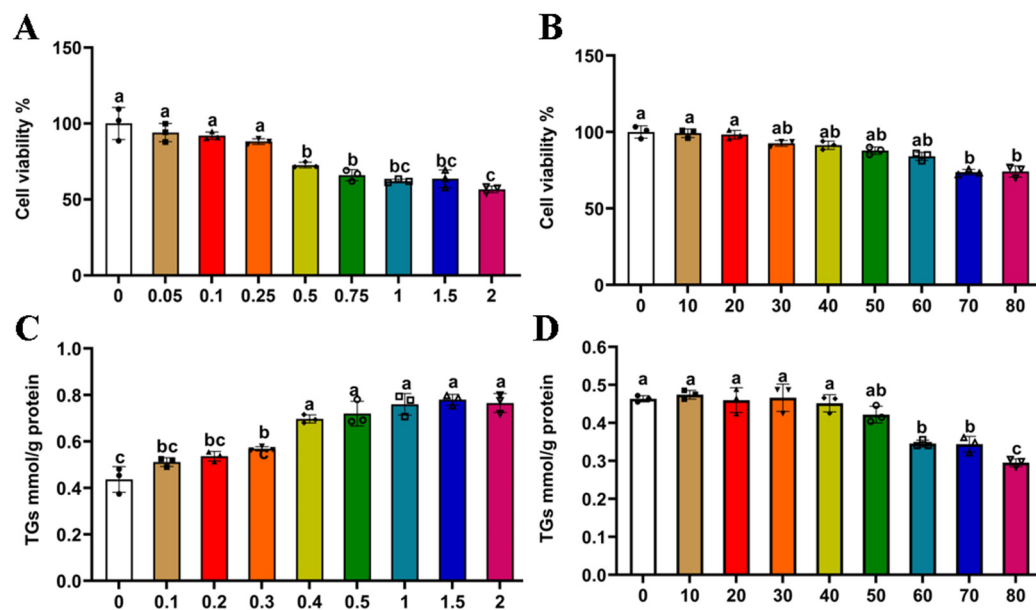 A
Cell viability %
150
100
50
0
a a a a b b bc bc c
0 0.05 0.1 0.25 0.5 0.75 1 1.5 2
B
Cell viability %
150
100
50
0
a a a ab ab ab ab b b
0 10 20 30 40 50 60 70 80
C
TGs mmol/g protein
1.0
0.8
0.6
0.4
0.2
0.0
c bc bc b a a a a a
c
0 0.1 0.2 0.3 0.4 0.5 1 1.5 2
D
TGs mmol/g protein
0.6
0.5
0.4
0.3
0.2
0.1
0.0
a a a a a ab b b c
0 10 20 30 40 50 60 70 80